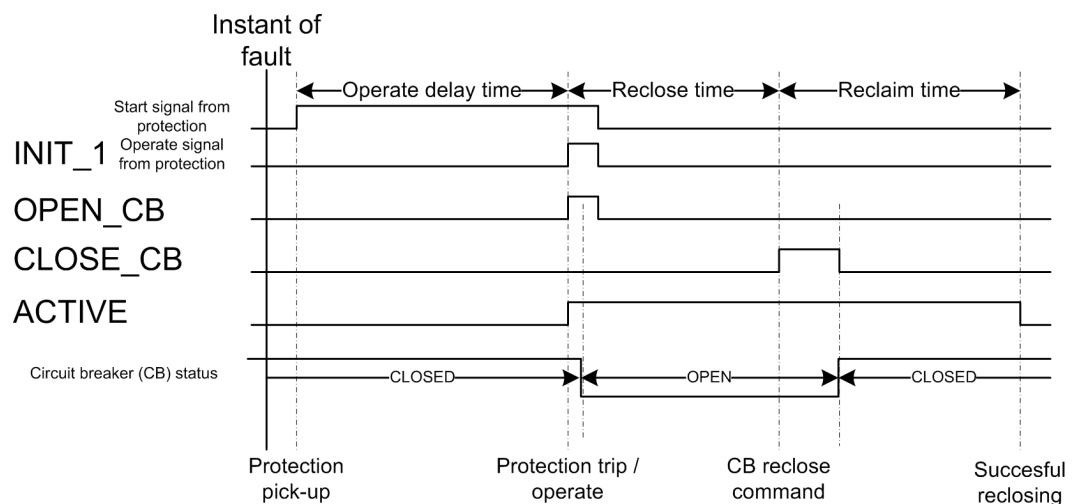 Instant of
fault
Operate delay time
Reclose time
Reclaim time
Start signal from
protection
INIT_1
Operate signal
from protection
OPEN_CB
CLOSE_CB
ACTIVE
Circuit breaker (CB) status
CLOSED
OPEN
CLOSED
Protection
pick-up
Protection trip /
operate
CB reclose
command
Succesful
reclosing